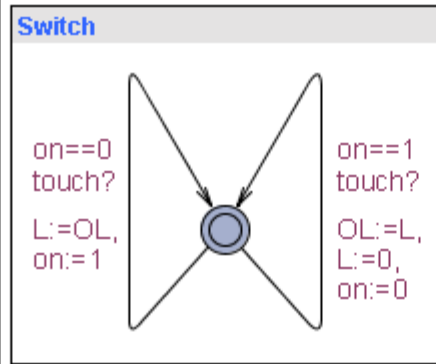 Switch
on==0
touch?
L:=OL,
on:=1
on==1
touch?
OL:=L,
L:=0,
on:=0